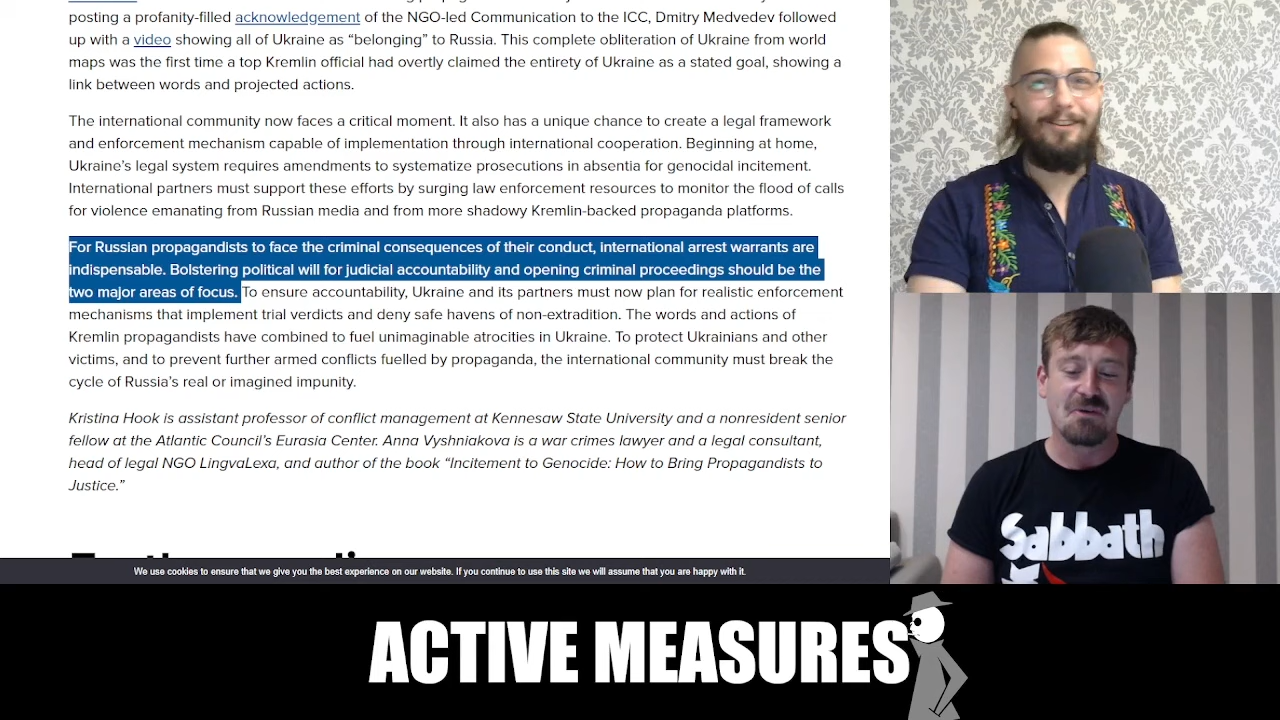 posting a profanity-filled acknowledgement of the NGO-led Communication to the ICC, Dmitry Medvedev followed
up with a video showing all of Ukraine as “belonging” to Russia. This complete obliteration of Ukraine from world
maps was the first time a top Kremlin official had overtly claimed the entirety of Ukraine as a stated goal, showing a
link between words and projected actions.
The international community now faces a critical moment. It also has a unique chance to create a legal framework
and enforcement mechanism capable of implementation through international cooperation. Beginning at home,
Ukraine’s legal system requires amendments to systematize prosecutions in absentia for genocidal incitement.
International partners must support these efforts by surging law enforcement resources to monitor the flood of calls
for violence emanating from Russian media and from more shadowy Kremlin-backed propaganda platforms.
For Russian propagandists to face the criminal consequences of their conduct, international arrest warrants are
indispensable. Bolstering political will for judicial accountability and opening criminal proceedings should be the
two major areas of focus. To ensure accountability, Ukraine and its partners must now plan for realistic enforcement
mechanisms that implement trial verdicts and deny safe havens of non-extradition. The words and actions of
Kremlin propagandists have combined to fuel unimaginable atrocities in Ukraine. To protect Ukrainians and other
victims, and to prevent further armed conflicts fuelled by propaganda, the international community must break the
cycle of Russia’s real or imagined impunity.
Kristina Hook is assistant professor of conflict management at Kennesaw State University and a nonresident senior
fellow at the Atlantic Council’s Eurasia Center. Anna Vyshniakova is a war crimes lawyer and a legal consultant,
head of legal NGO LingvaLexa, and author of the book “Incitement to Genocide: How to Bring Propagandists to
Justice.”
We use cookies to ensure that we give you the best experience on our website. If you continue to use this site we will assume that you are happy with it.
Sabbath
ACTIVE MEASURES